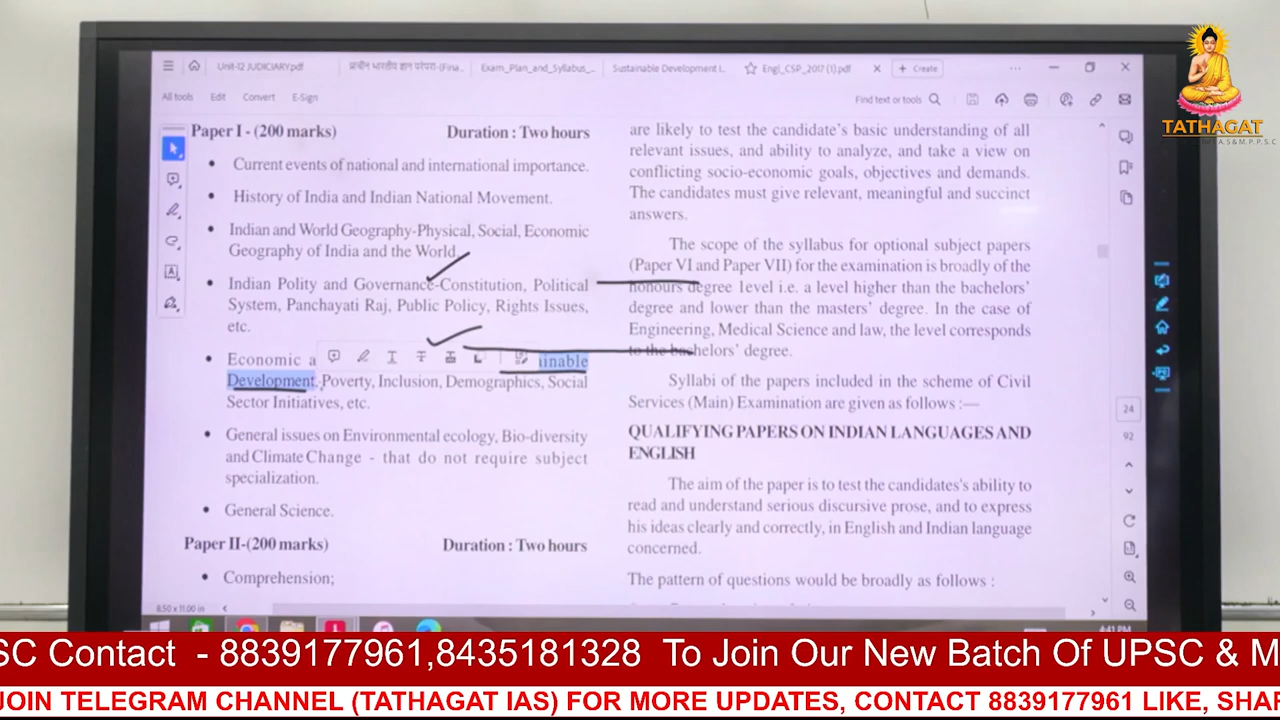 Unit-12 JUDICIARY.pdf
प्राचीन भारतीय ज्ञान परंपरा-(Fina...
Exam_Plan_and_Syllabus_...
Sustainable Development I..
Engl_CSP_2017 (1).pdf
+ Create
All tools Edit Convert E-Sign
Find text or tools
TATHAGAT
Paper I - (200 marks) Duration : Two hours
• Current events of national and international importance.
• History of India and Indian National Movement.
• Indian and World Geography-Physical, Social, Economic
Geography of India and the World.
• Indian Polity and Governance-Constitution, Political
System, Panchayati Raj, Public Policy, Rights Issues,
etc.
• Economic a inable
Development-Poverty, Inclusion, Demographics, Social
Sector Initiatives, etc.
• General issues on Environmental ecology, Bio-diversity
and Climate Change - that do not require subject
specialization.
• General Science.
Paper II-(200 marks) Duration : Two hours
• Comprehension;
8.50 x 11.00 in
are likely to test the candidate's basic understanding of all
relevant issues, and ability to analyze, and take a view on
conflicting socio-economic goals, objectives and demands.
The candidates must give relevant, meaningful and succinct
answers.
The scope of the syllabus for optional subject papers
(Paper VI and Paper VII) for the examination is broadly of the
honours degree level i.e. a level higher than the bachelors'
degree and lower than the masters' degree. In the case of
Engineering, Medical Science and law, the level corresponds
to the bachelors' degree.
Syllabi of the papers included in the scheme of Civil
Services (Main) Examination are given as follows :—
QUALIFYING PAPERS ON INDIAN LANGUAGES AND
ENGLISH
The aim of the paper is to test the candidates's ability to
read and understand serious discursive prose, and to express
his ideas clearly and correctly, in English and Indian language
concerned.
The pattern of questions would be broadly as follows :
24
92
4:41 PM
SC Contact - 8839177961,8435181328 To Join Our New Batch Of UPSC & M
JOIN TELEGRAM CHANNEL (TATHAGAT IAS) FOR MORE UPDATES, CONTACT 8839177961 LIKE, SHAR